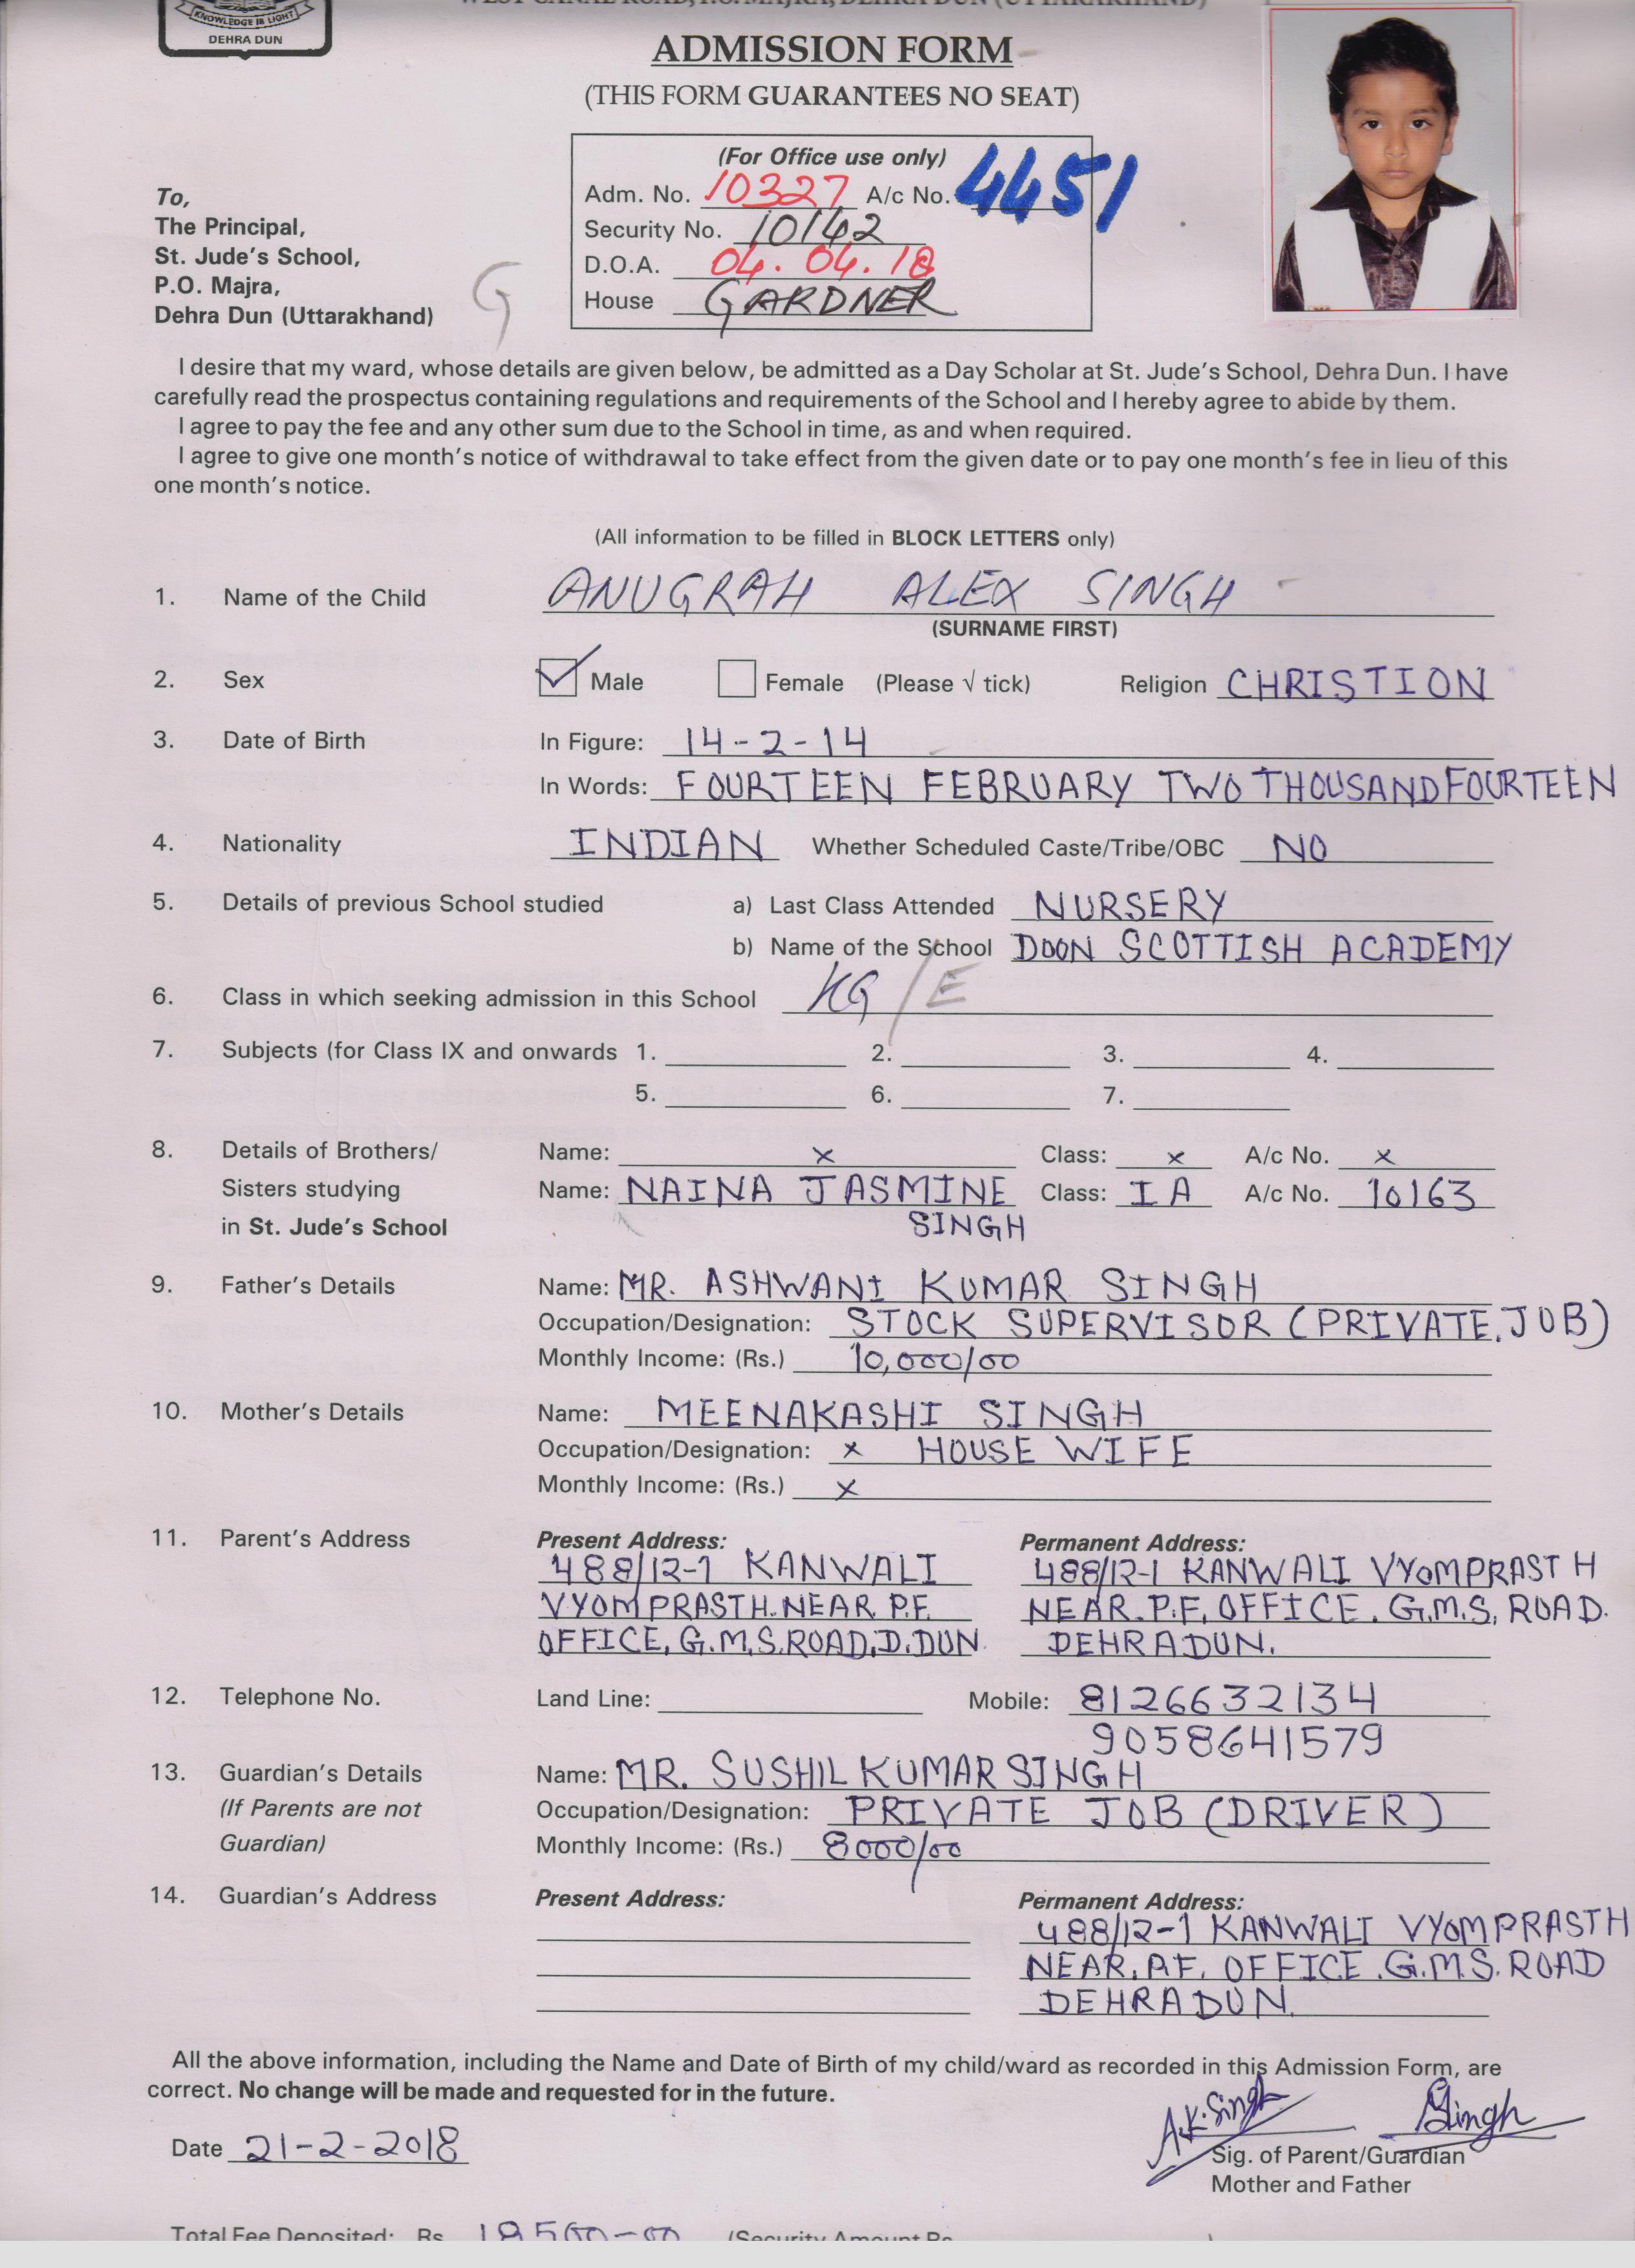 KNOWLEDGE IS LIGHT
DEHRA DUN
WEST CANAL ROAD, P.O. MAJRA, DEHRA DUN (UTTARAKHAND)
ADMISSION FORM
(THIS FORM GUARANTEES NO SEAT)
(For Office use only)
Adm. No. 10327 A/c No. 4451
Security No. 10142
D.O.A. 04.04.18
House GARDNER
To,
The Principal,
St. Jude's School,
P.O. Majra,
Dehra Dun (Uttarakhand)
G
I desire that my ward, whose details are given below, be admitted as a Day Scholar at St. Jude's School, Dehra Dun. I have
carefully read the prospectus containing regulations and requirements of the School and I hereby agree to abide by them.
I agree to pay the fee and any other sum due to the School in time, as and when required.
I agree to give one month's notice of withdrawal to take effect from the given date or to pay one month's fee in lieu of this
one month's notice.
(All information to be filled in BLOCK LETTERS only)
1. Name of the Child ANUGRAH ALEX SINGH
(SURNAME FIRST)
2. Sex Male Female (Please √ tick) Religion CHRISTION
3. Date of Birth In Figure: 14-2-14
In Words: FOURTEEN FEBRUARY TWO THOUSAND FOURTEEN
4. Nationality INDIAN Whether Scheduled Caste/Tribe/OBC NO
5. Details of previous School studied a) Last Class Attended NURSERY
b) Name of the School DOON SCOTTISH ACADEMY
6. Class in which seeking admission in this School KG/E
7. Subjects (for Class IX and onwards 1. 2. 3. 4.
5. 6. 7.
8. Details of Brothers/ Name: x Class: x A/c No. x
Sisters studying Name: NAINA JASMINE Class: I A A/c No. 10163
in St. Jude's School SINGH
9. Father's Details Name: MR. ASHWANI KUMAR SINGH
Occupation/Designation: STOCK SUPERVISOR (PRIVATE.JOB)
Monthly Income: (Rs.) 10,000/00
10. Mother's Details Name: MEENAKASHI SINGH
Occupation/Designation: x HOUSE WIFE
Monthly Income: (Rs.) x
11. Parent's Address Present Address: Permanent Address:
488/12-1 KANWALI 488/12-1 KANWALI VYOMPRASTH
VYOMPRASTH.NEAR P.F. NEAR.P.F. OFFICE. G.M.S. ROAD.
OFFICE, G.M.S.ROAD,D.DUN. DEHRADUN.
12. Telephone No. Land Line: Mobile: 8126632134
9058641579
13. Guardian's Details Name: MR. SUSHIL KUMAR SINGH
(If Parents are not Occupation/Designation: PRIVATE JOB (DRIVER)
Guardian) Monthly Income: (Rs.) 8000/00
14. Guardian's Address Present Address: Permanent Address:
488/12-1 KANWALI VYOMPRASTH
NEAR.P.F. OFFICE .G.M.S. ROAD
DEHRADUN.
All the above information, including the Name and Date of Birth of my child/ward as recorded in this Admission Form, are
correct. No change will be made and requested for in the future.
A.K.Singh Singh
Date 21-2-2018
Sig. of Parent/Guardian
Mother and Father
Total Fee Deposited: Rs. (Security Amount Rs.